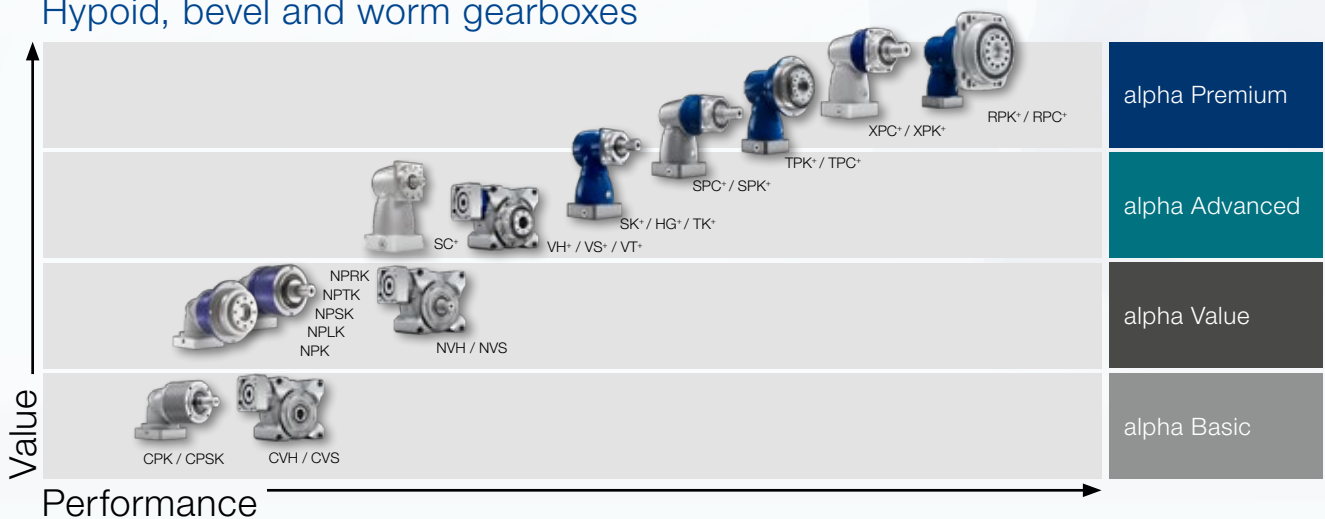 Hypoid, bevel and worm gearboxes
alpha Premium
RPK⁺ / RPC⁺
XPC⁺ / XPK⁺
TPK⁺ / TPC⁺
SPC⁺ / SPK⁺
alpha Advanced
SK⁺ / HG⁺ / TK⁺
SC⁺
VH⁺ / VS⁺ / VT⁺
NPRK
NPTK
NPSK
NPLK
NPK
NVH / NVS
alpha Value
CPK / CPSK
CVH / CVS
alpha Basic
Value
Performance